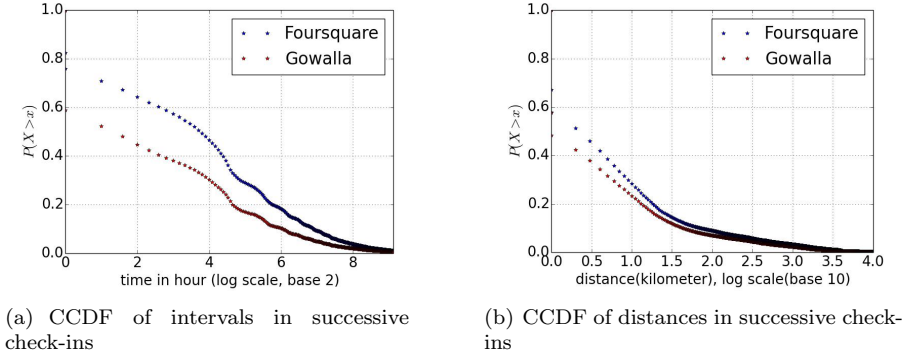 1.0
0.8
0.6
0.4
0.2
0.0
P(X > x)
Foursquare
Gowalla
0 2 4 6 8
time in hour (log scale, base 2)
(a) CCDF of intervals in successive
check-ins
1.0
0.8
0.6
0.4
0.2
0.0
P(X > x)
Foursquare
Gowalla
0.0 0.5 1.0 1.5 2.0 2.5 3.0 3.5 4.0
distance(kilometer), log scale(base 10)
(b) CCDF of distances in successive check-
ins